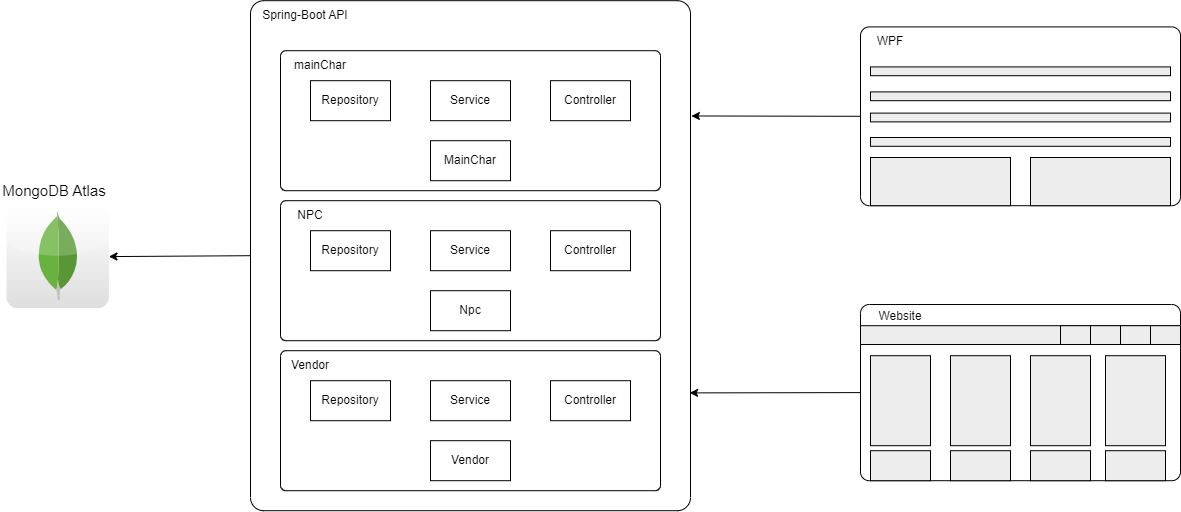 Spring-Boot API
mainChar
Repository
Service
Controller
MainChar
NPC
Repository
Service
Controller
Npc
Vendor
Repository
Service
Controller
Vendor
MongoDB Atlas
WPF
Website